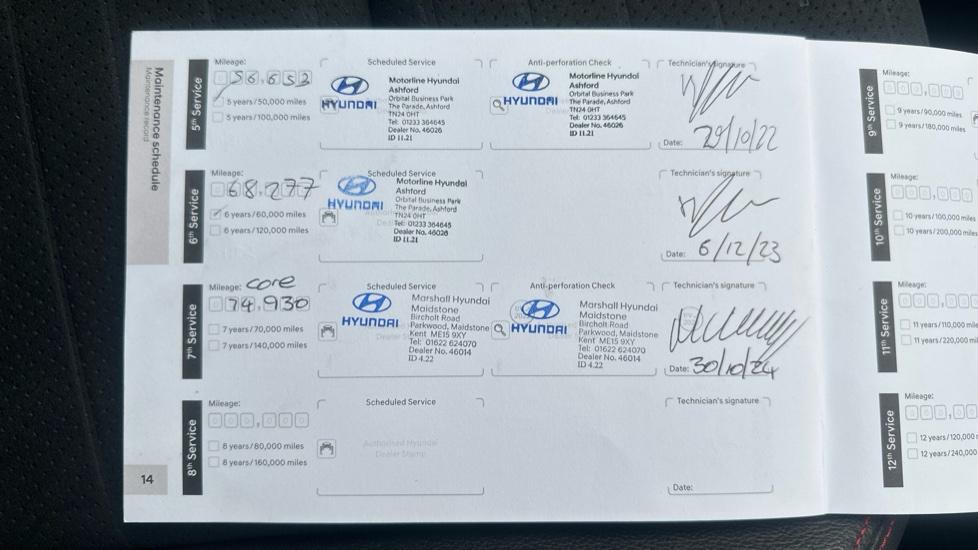 Maintenance schedule
Maintenance record
5th Service
Mileage:
56,652
5 years/50,000 miles
5 years/100,000 miles
Scheduled Service
HYUNDAI
Motorline Hyundai
Ashford
Orbital Business Park
The Parade, Ashford
TN24 0HT
Tel: 01233 364645
Dealer No. 46026
ID 11.21
Anti-perforation Check
HYUNDAI
Motorline Hyundai
Ashford
Orbital Business Park
The Parade, Ashford
TN24 0HT
Tel: 01233 364645
Dealer No. 46026
ID 11.21
Technician's signature
Date: 29/10/22
6th Service
Mileage:
68,277
6 years/60,000 miles
6 years/120,000 miles
Scheduled Service
HYUNDAI
Motorline Hyundai
Ashford
Orbital Business Park
The Parade, Ashford
TN24 0HT
Tel: 01233 364645
Dealer No. 46026
ID 11.21
Technician's signature
Date: 6/12/23
7th Service
Mileage: core
74,930
7 years/70,000 miles
7 years/140,000 miles
Scheduled Service
HYUNDAI
Marshall Hyundai
Maidstone
Bircholt Road
Parkwood, Maidstone
Kent ME15 9XY
Tel: 01622 624070
Dealer No. 46014
ID 4.22
Anti-perforation Check
HYUNDAI
Marshall Hyundai
Maidstone
Bircholt Road
Parkwood, Maidstone
Kent ME15 9XY
Tel: 01622 624070
Dealer No. 46014
ID 4.22
Technician's signature
Date: 30/10/24
8th Service
Mileage:
000,000
8 years/80,000 miles
8 years/160,000 miles
Scheduled Service
Authorised Hyundai
Dealer Stamp
Technician's signature
Date:
14
9th Service
Mileage:
9 years/90,000 miles
9 years/180,000 miles
10th Service
Mileage:
10 years/100,000 miles
10 years/200,000
11th Service
Mileage:
11 years/110,000
11 years/220,000
12th Service
Mileage:
12 years/120,000
12 years/240,000